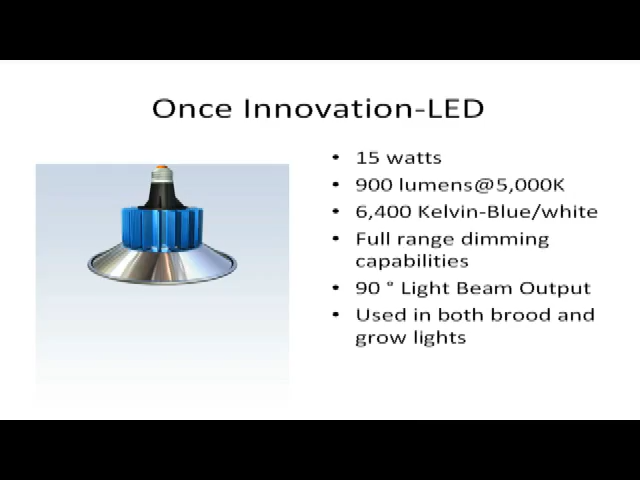 Once Innovation-LED
• 15 watts
• 900 lumens@5,000K
• 6,400 Kelvin-Blue/white
• Full range dimming
capabilities
• 90 ° Light Beam Output
• Used in both brood and
grow lights